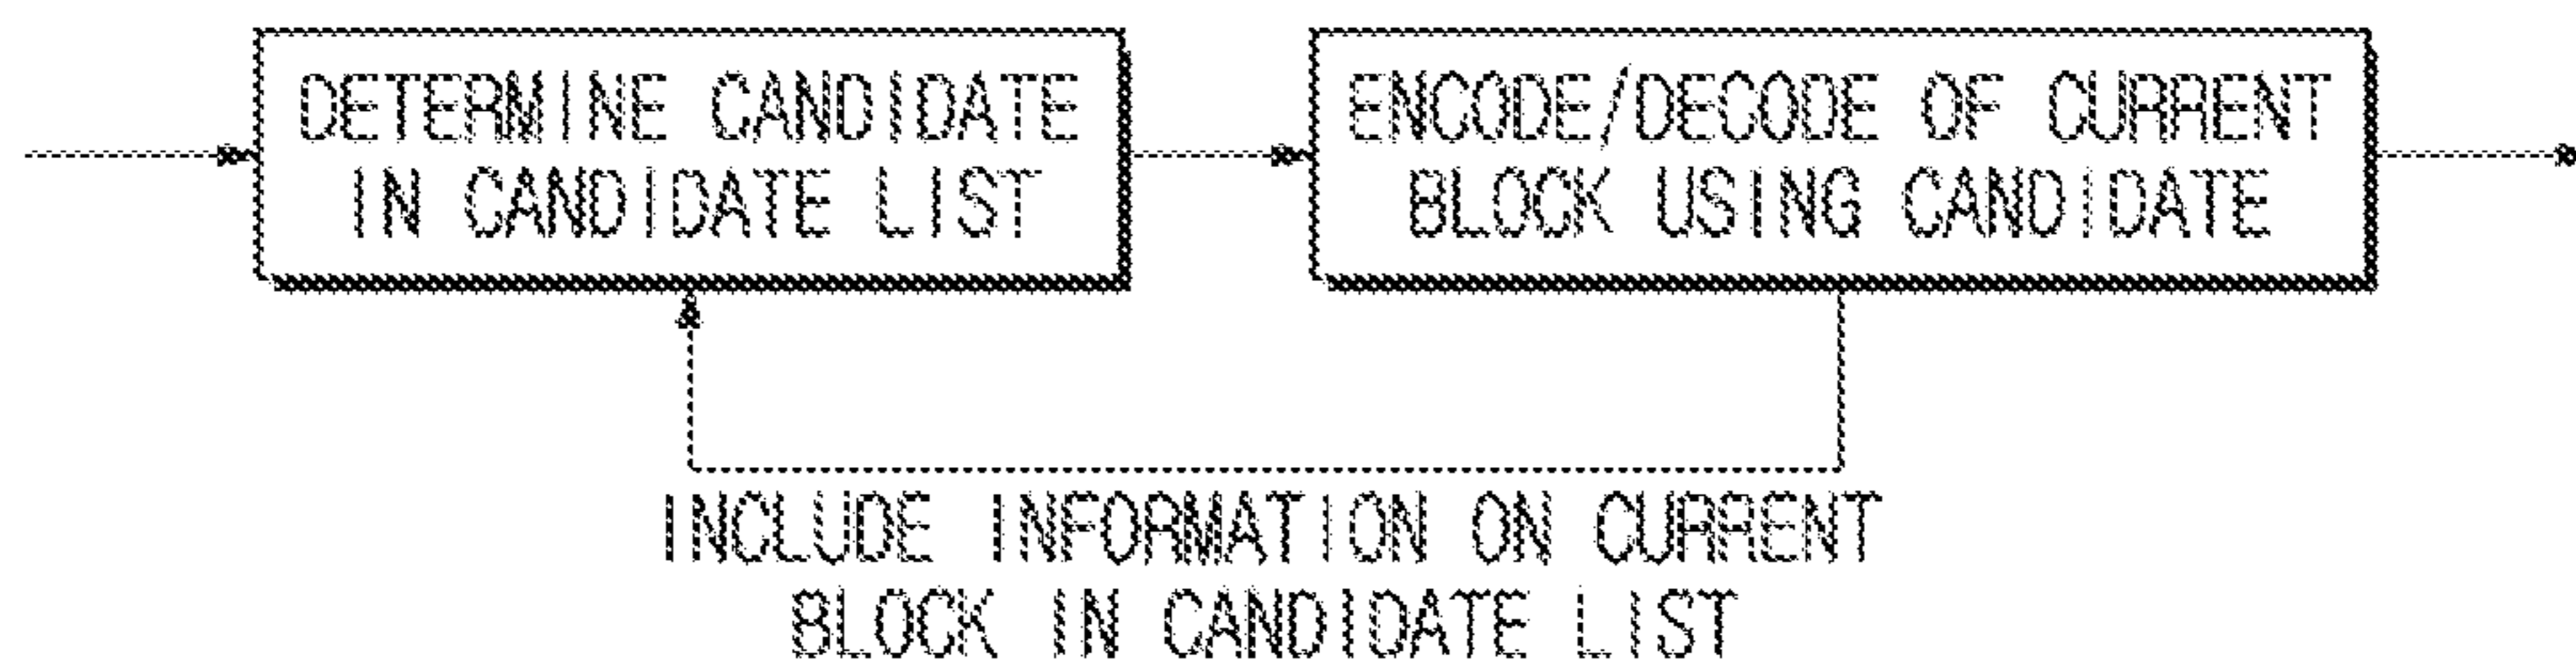 DETERMINE CANDIDATE
IN CANDIDATE LIST
ENCODE/DECODE OF CURRENT
BLOCK USING CANDIDATE
INCLUDE INFORMATION ON CURRENT
BLOCK IN CANDIDATE LIST